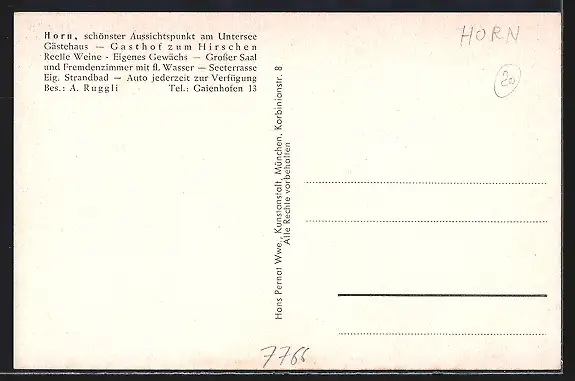 Horn, schönster Aussichtspunkt am Untersee
Gästehaus — Gasthof zum Hirschen
Reelle Weine - Eigenes Gewächs — Großer Saal
und Fremdenzimmer mit fl. Wasser — Seeterrasse
Eig. Strandbad — Auto jederzeit zur Verfügung
Bes.: A. Ruggli Tel.: Gaienhofen 13
Hans Pernat Wwe., Kunstanstalt, München, Korbinianstr. 8
Alle Rechte vorbehalten
HORN
20
7766